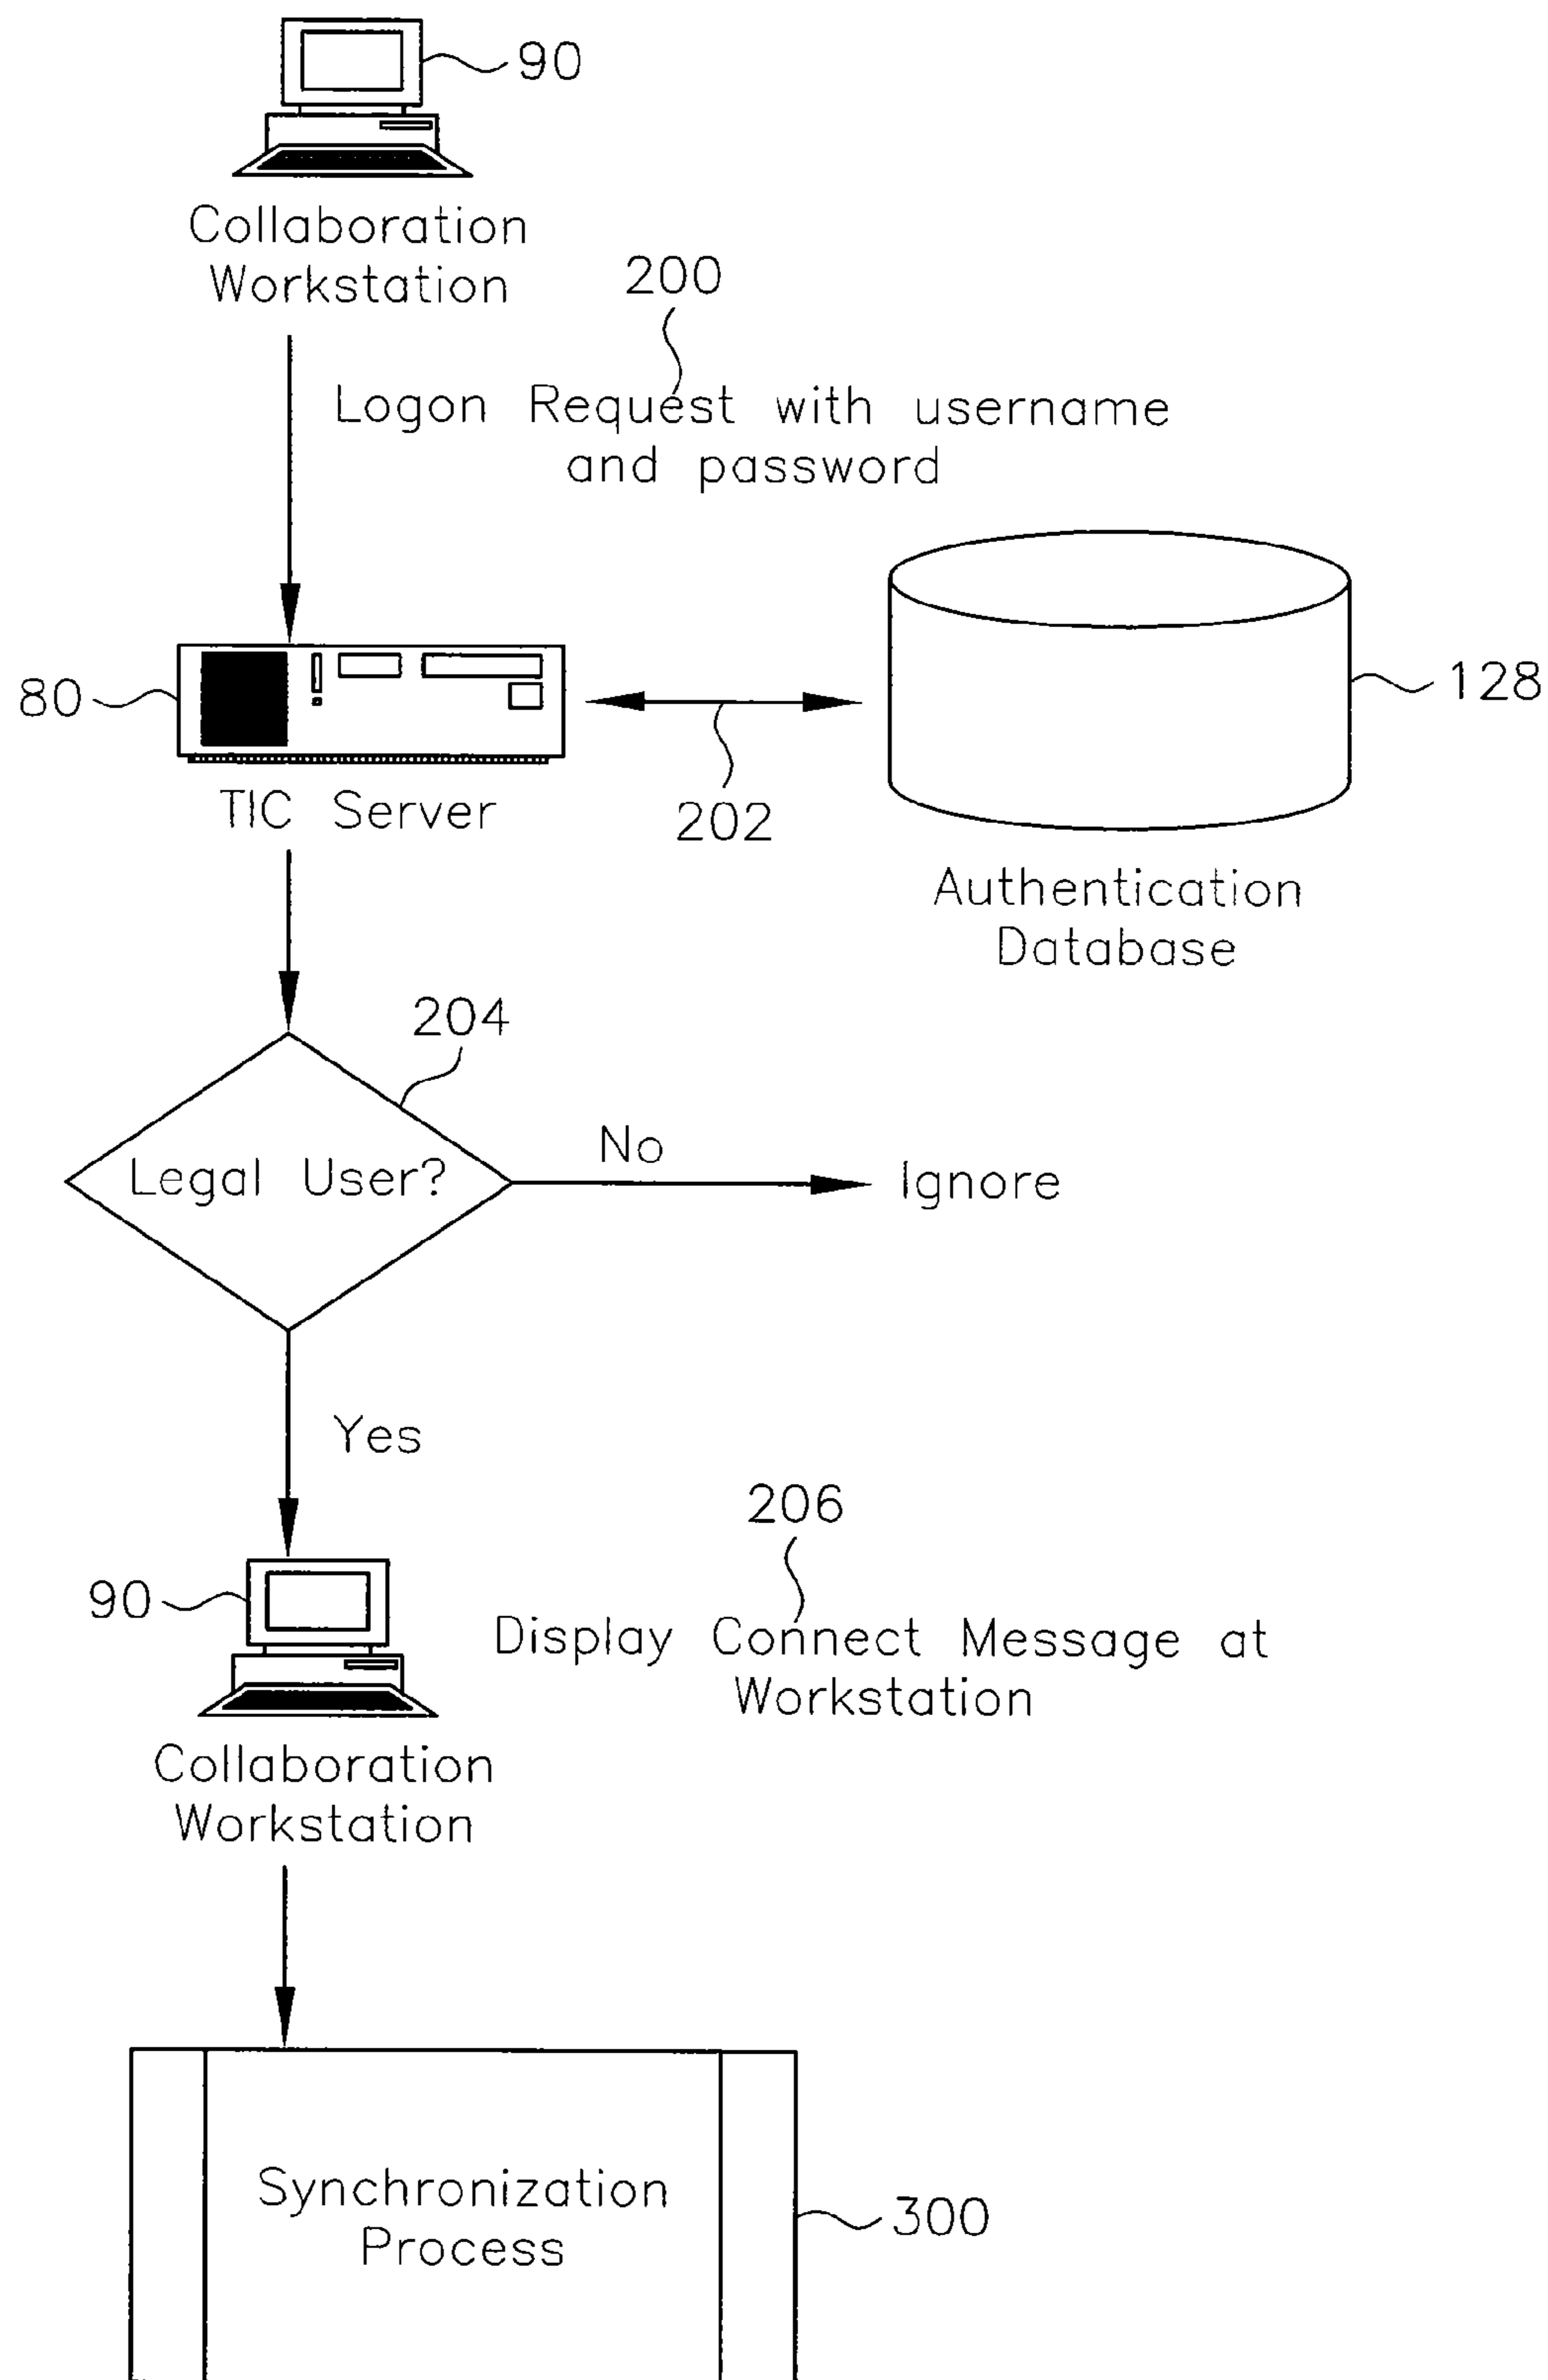 90
Collaboration
Workstation
200
Logon Request with username
and password
80
128
TIC Server
202
Authentication
Database
204
Legal User?
No
Ignore
Yes
206
90
Display Connect Message at
Workstation
Collaboration
Workstation
Synchronization
Process
300